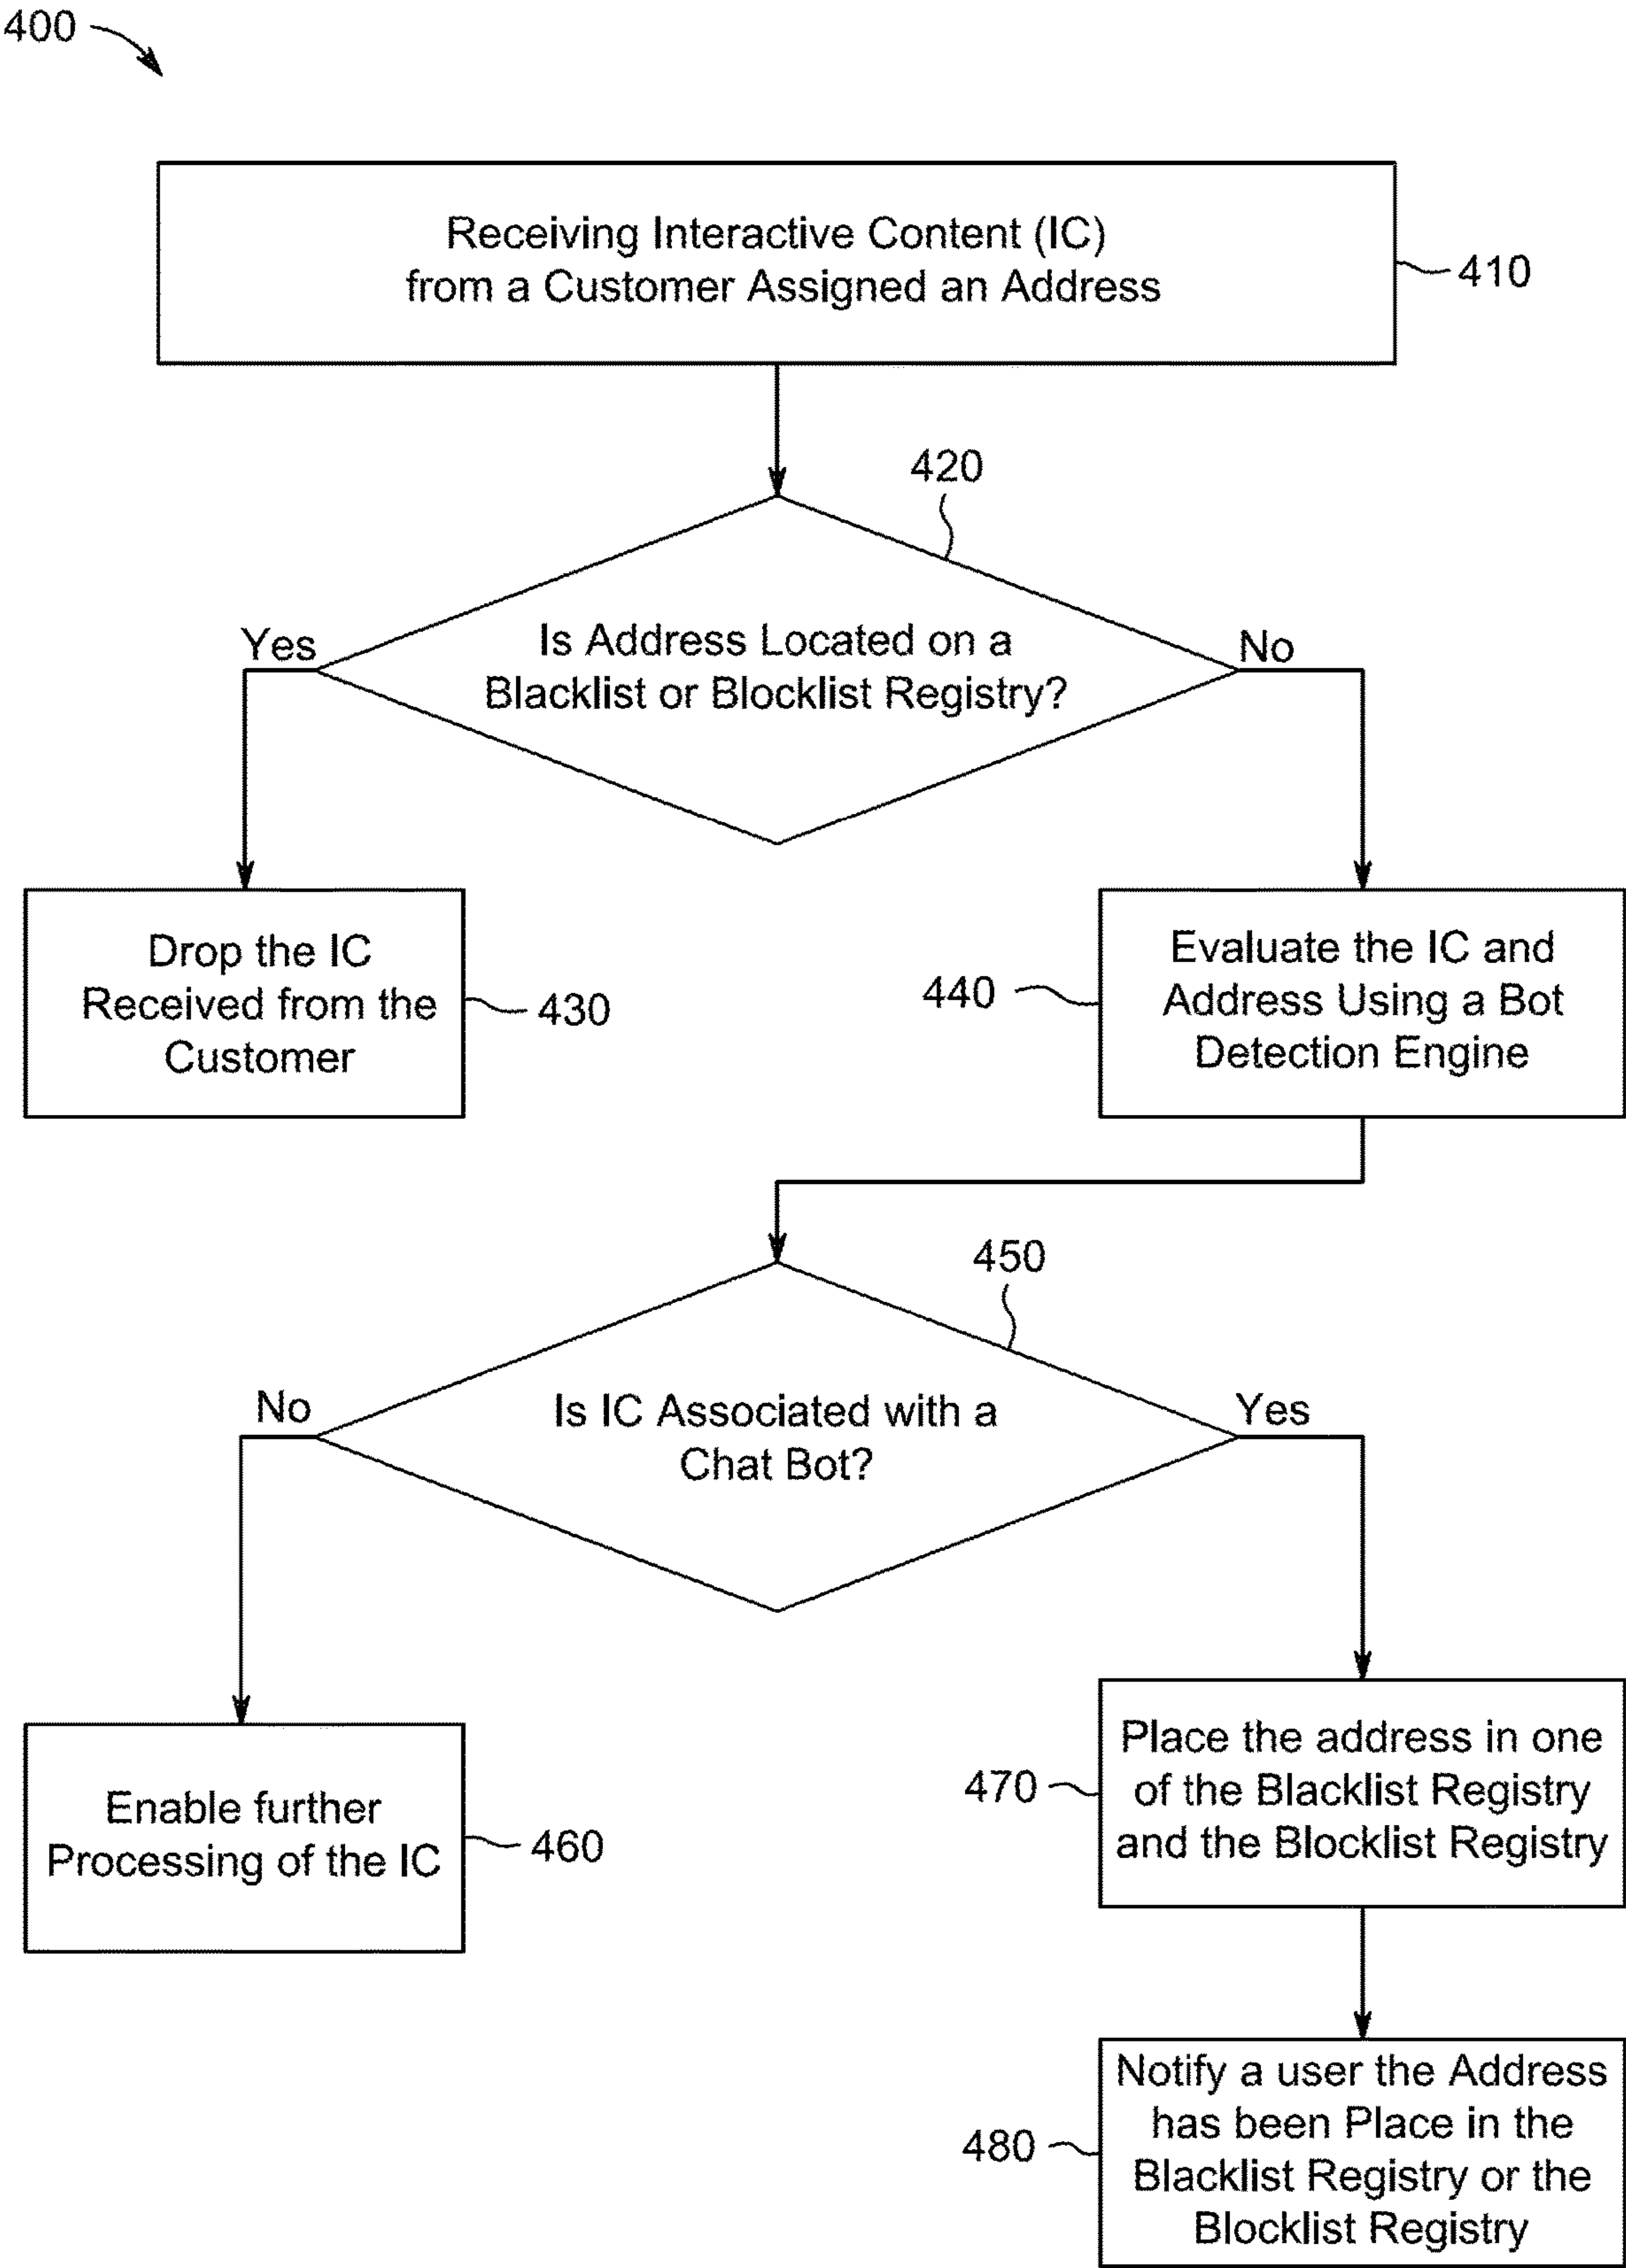 400
Receiving Interactive Content (IC)
from a Customer Assigned an Address
410
420
Yes
Is Address Located on a
Blacklist or Blocklist Registry?
No
Drop the IC
Received from the
Customer
430
440
Evaluate the IC and
Address Using a Bot
Detection Engine
450
No
Is IC Associated with a
Chat Bot?
Yes
Enable further
Processing of the IC
460
470
Place the address in one
of the Blacklist Registry
and the Blocklist Registry
480
Notify a user the Address
has been Place in the
Blacklist Registry or the
Blocklist Registry